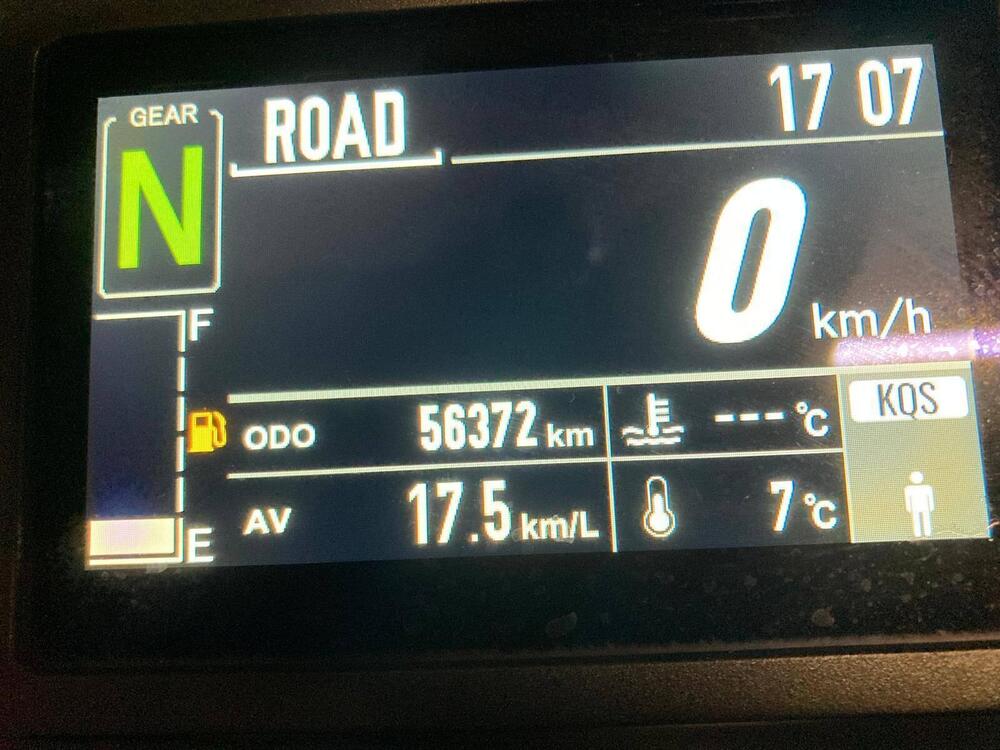 GEAR
N
ROAD
17 07
0 km/h
F
E
ODO 56372 km
AV 17.5 km/L
--- °C
7 °C
KQS